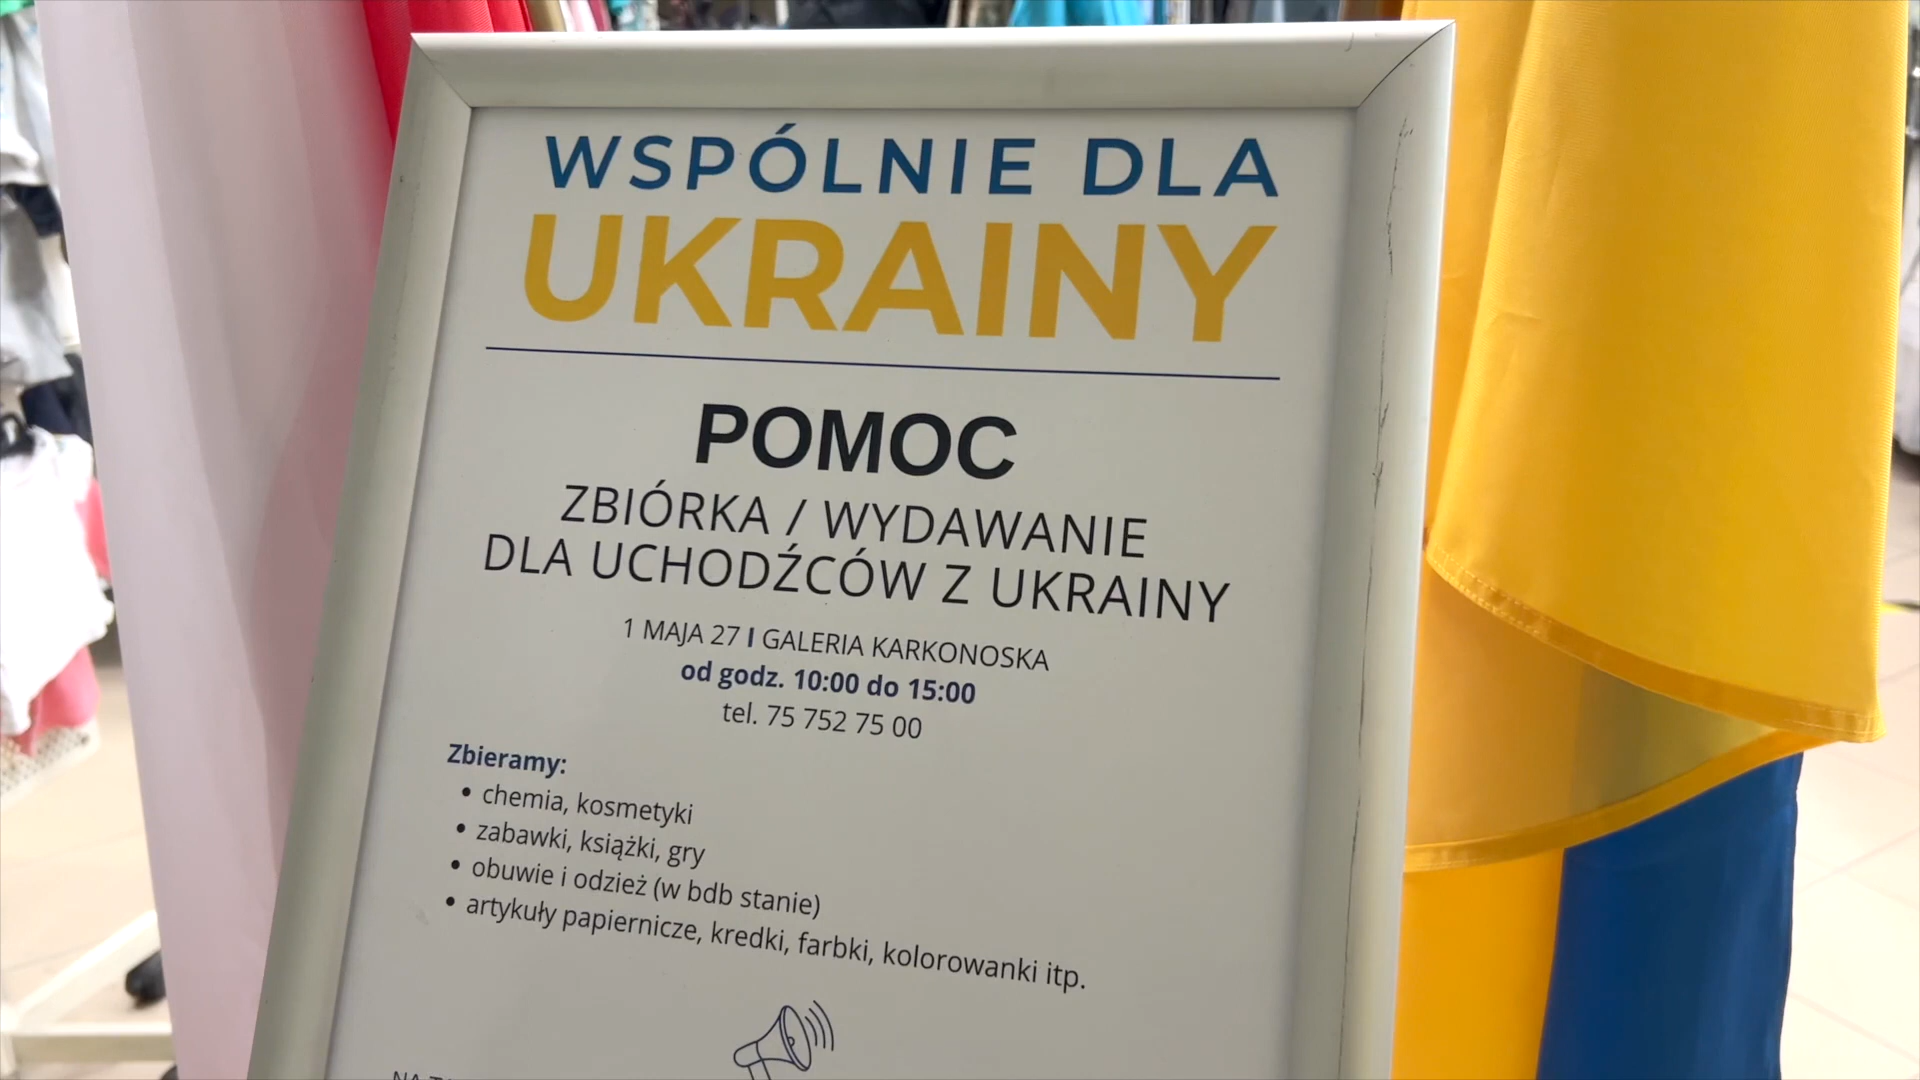 WSPÓLNIE DLA
UKRAINY
POMOC
ZBIÓRKA / WYDAWANIE
DLA UCHODŹCÓW Z UKRAINY
1 MAJA 27 I GALERIA KARKONOSKA
od godz. 10:00 do 15:00
tel. 75 752 75 00
Zbieramy:
• chemia, kosmetyki
• zabawki, książki, gry
• obuwie i odzież (w bdb stanie)
• artykuły papiernicze, kredki, farbki, kolorowanki itp.